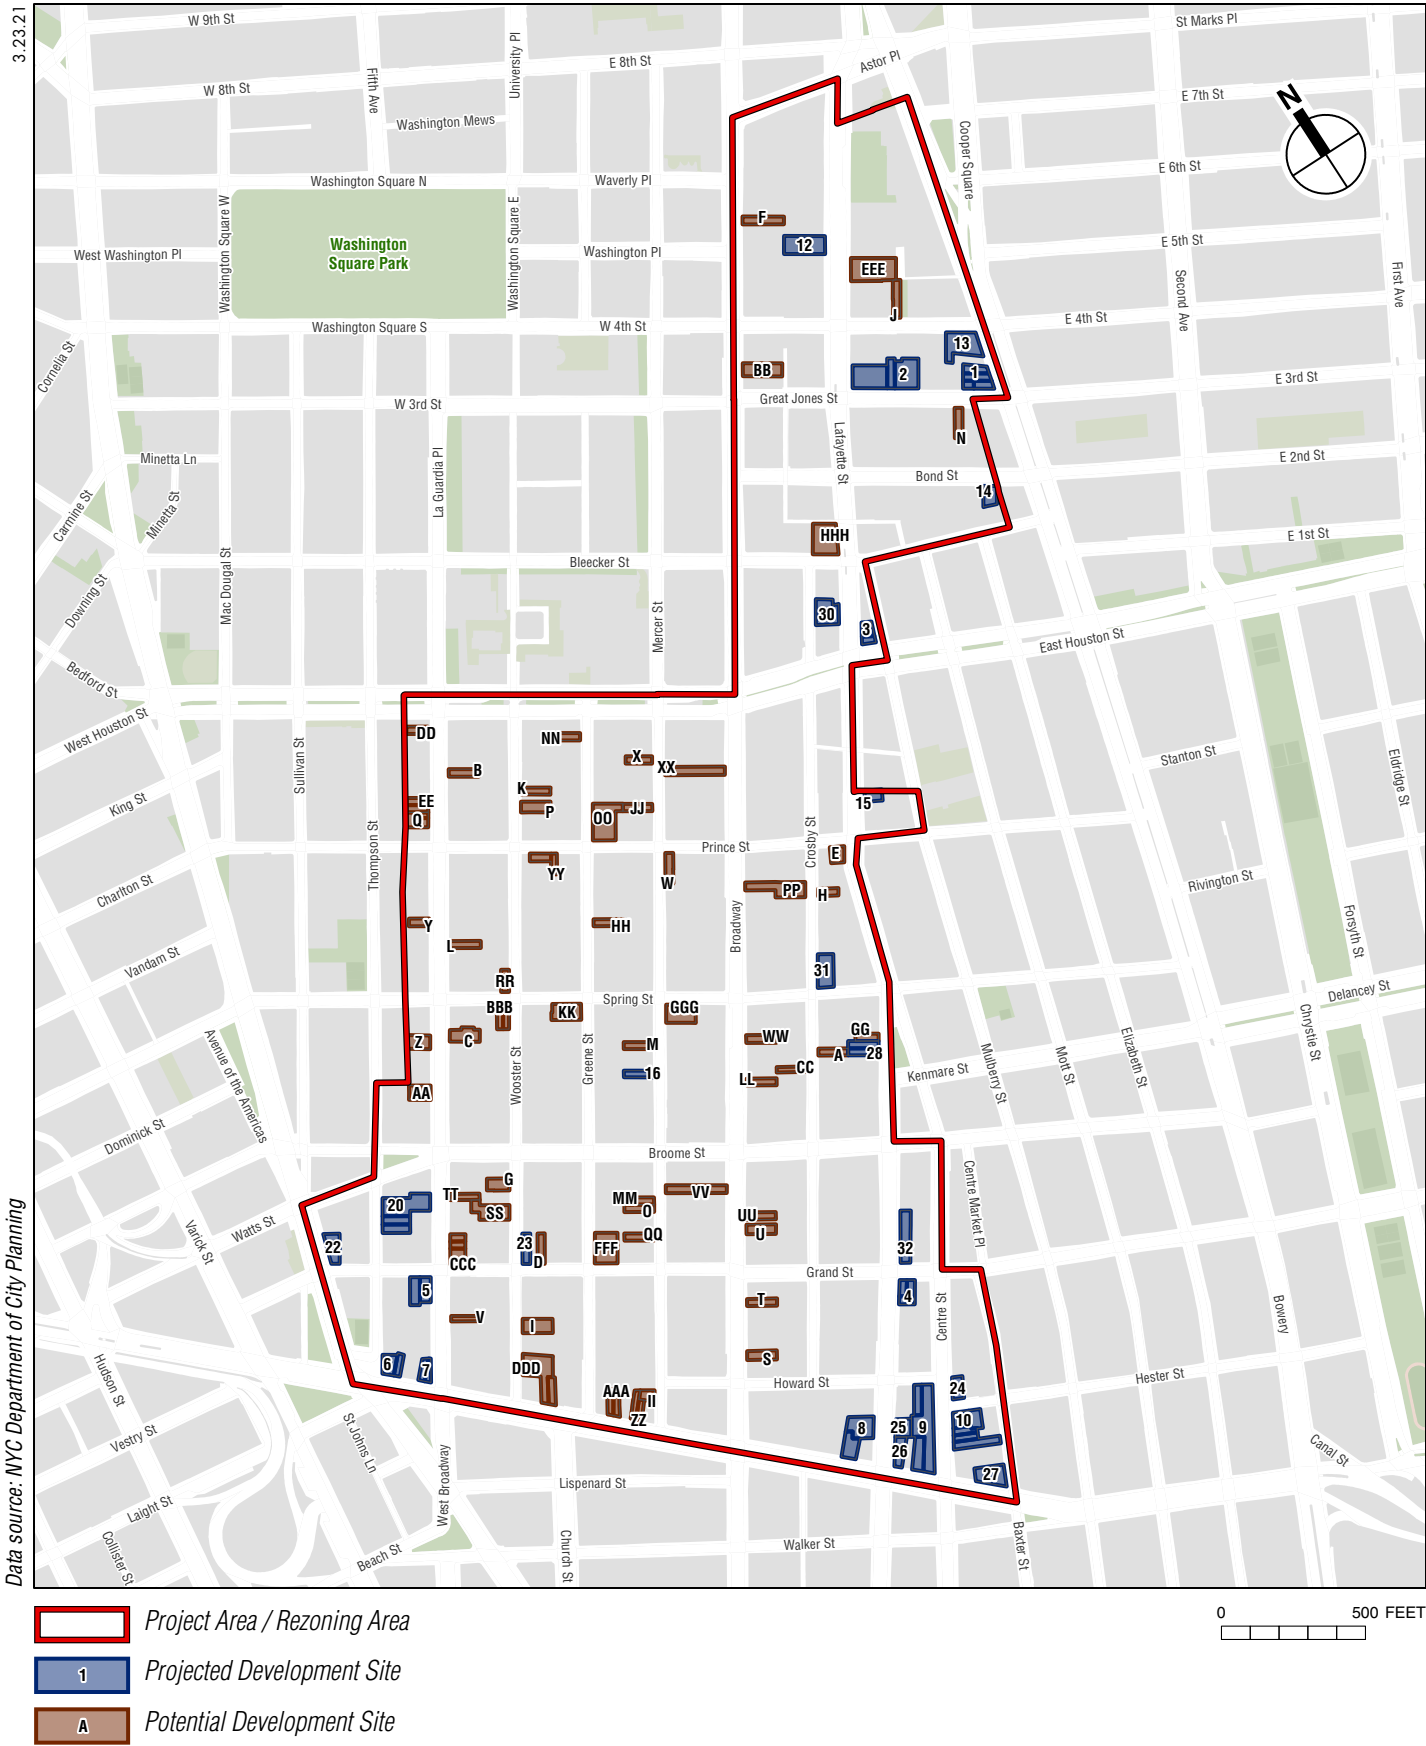 3.23.21
W 9th St
St Marks Pl
University Pl
Astor Pl
E 8th St
Fifth Ave
W 8th St
E 7th St
N
Washington Mews
Cooper Square
E 6th St
Washington Square N
Waverly Pl
Washington Square W
Washington Square E
F
12
E 5th St
West Washington Pl
Washington
Square Park
Washington Pl
EEE
Second Ave
First Ave
J
E 4th St
Washington Square S
W 4th St
Cornelia St
13
BB
2
1
E 3rd St
W 3rd St
Great Jones St
N
Minetta Ln
La Guardia Pl
Lafayette St
E 2nd St
Bond St
Carmine St
Minetta St
14
HHH
E 1st St
Bleecker St
Downing St
Mac Dougal St
Mercer St
30
3
East Houston St
Bedford St
West Houston St
DD
NN
Sullivan St
X
XX
B
Stanton St
Eldridge St
King St
K
EE
P
Q
OO
JJ
15
Thompson St
Prince St
Crosby St
E
YY
W
PP
H
Charlton St
Rivington St
Y
L
HH
Broadway
Forsyth St
Vandam St
RR
31
Spring St
BBB
KK
GGG
Delancey St
Z
C
M
WW
GG
A
28
Avenue of the Americas
Wooster St
Greene St
16
CC
LL
Kenmare St
Mulberry St
Mott St
Elizabeth St
Chrystie St
AA
Dominick St
Broome St
G
TT
SS
MM
O
VV
Centre Market Pl
20
UU
U
Watts St
Varick St
22
23
D
CCC
FFF
QQ
32
Grand St
5
4
T
Centre St
Bowery
V
I
6
7
DDD
S
Howard St
Hester St
Hudson St
AAA
II
ZZ
24
8
25
9
10
26
27
Vestry St
St Johns Ln
Canal St
West Broadway
Lispenard St
Laight St
Collister St
Beach St
Church St
Walker St
Baxter St
Data source: NYC Department of City Planning
Project Area / Rezoning Area
0 500 FEET
1 Projected Development Site
A Potential Development Site